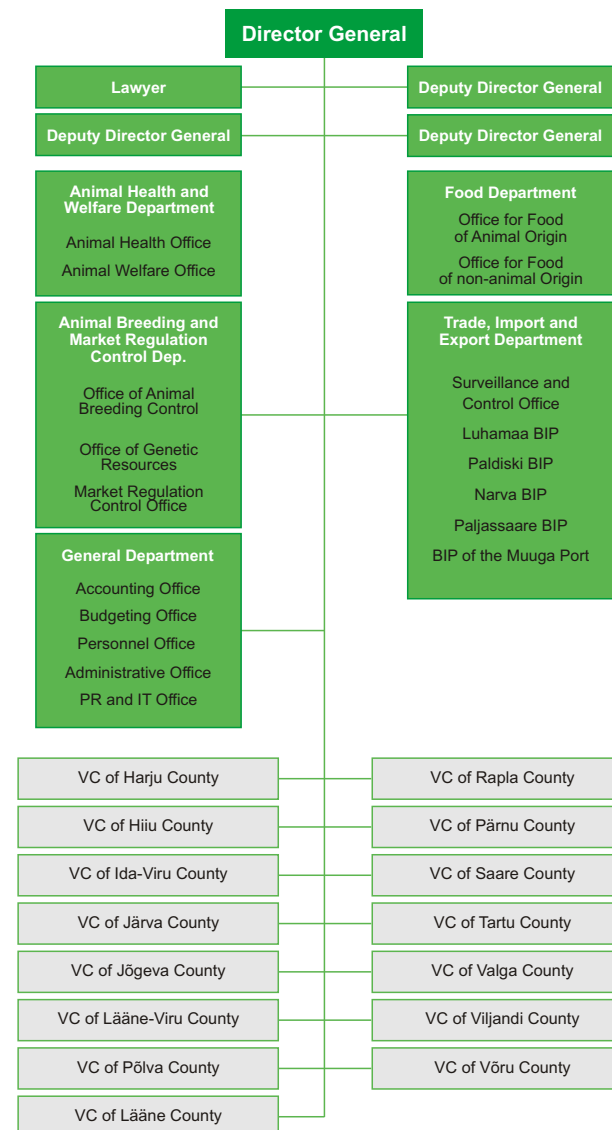 Director General
Lawyer
Deputy Director General
Deputy Director General
Deputy Director General
Animal Health and
Welfare Department
Animal Health Office
Animal Welfare Office
Food Department
Office for Food
of Animal Origin
Office for Food
of non-animal Origin
Animal Breeding and
Market Regulation
Control Dep.
Office of Animal
Breeding Control
Office of Genetic
Resources
Market Regulation
Control Office
Trade, Import and
Export Department
Surveillance and
Control Office
Luhamaa BIP
Paldiski BIP
Narva BIP
Paljassaare BIP
BIP of the Muuga Port
General Department
Accounting Office
Budgeting Office
Personnel Office
Administrative Office
PR and IT Office
VC of Harju County
VC of Rapla County
VC of Hiiu County
VC of Pärnu County
VC of Ida-Viru County
VC of Saare County
VC of Järva County
VC of Tartu County
VC of Jõgeva County
VC of Valga County
VC of Lääne-Viru County
VC of Viljandi County
VC of Põlva County
VC of Võru County
VC of Lääne County